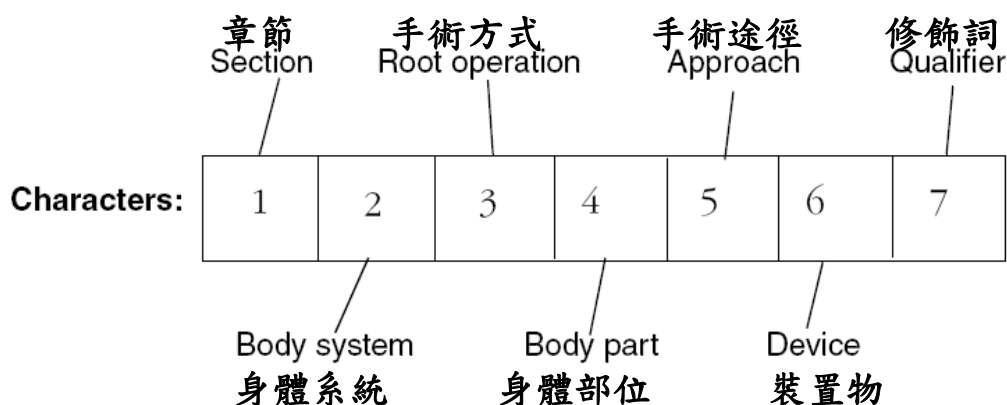 章節 手術方式 手術途徑 修飾詞
Section Root operation Approach Qualifier
Characters: 1 2 3 4 5 6 7
Body system Body part Device
身體系統 身體部位 裝置物